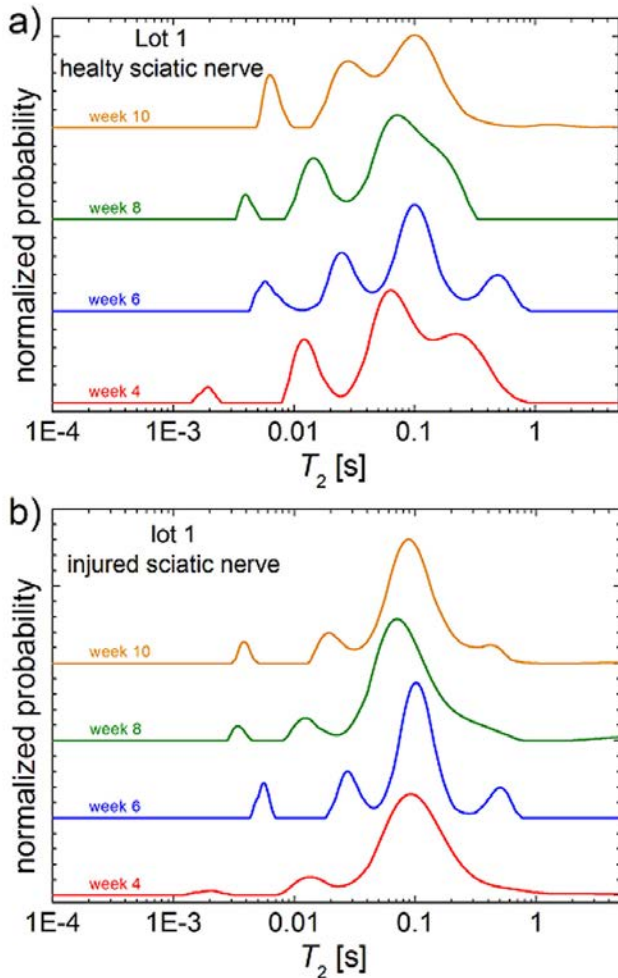 a)
Lot 1
healty sciatic nerve
normalized probability
week 10
week 8
week 6
week 4
1E-4 1E-3 0.01 0.1 1
T2 [s]
b)
lot 1
injured sciatic nerve
normalized probability
week 10
week 8
week 6
week 4
1E-4 1E-3 0.01 0.1 1
T2 [s]